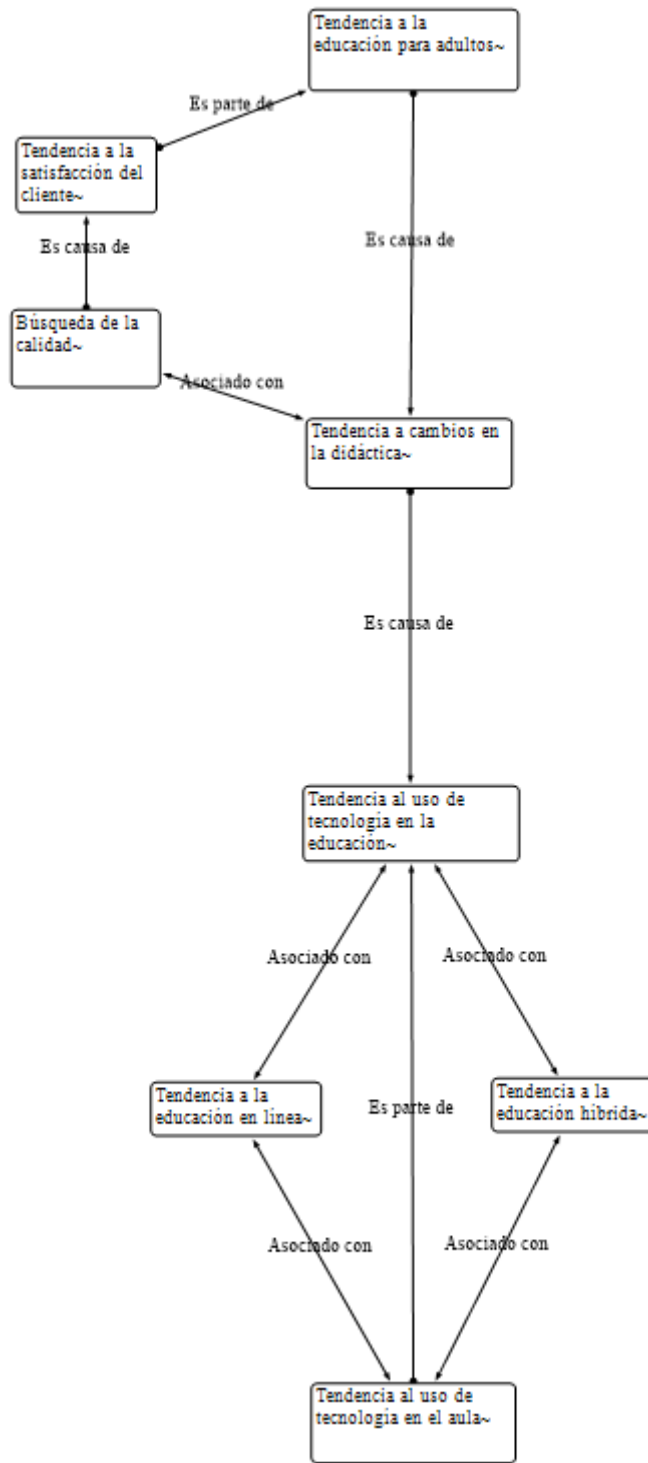 Tendencia a la
educación para adultos~
Es parte de
Tendencia a la
satisfacción del
cliente~
Es causa de
Es causa de
Búsqueda de la
calidad~
Asociado con
Tendencia a cambios en
la didáctica~
Es causa de
Tendencia al uso de
tecnología en la
educación~
Asociado con
Asociado con
Tendencia a la
educación en línea~
Es parte de
Tendencia a la
educación híbrida~
Asociado con
Asociado con
Tendencia al uso de
tecnología en el aula~